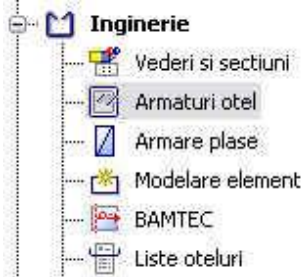 Inginerie
Vederi si sectiuni
Armaturi otel
Armare plase
Modelare element
BAMTEC
Liste oteluri